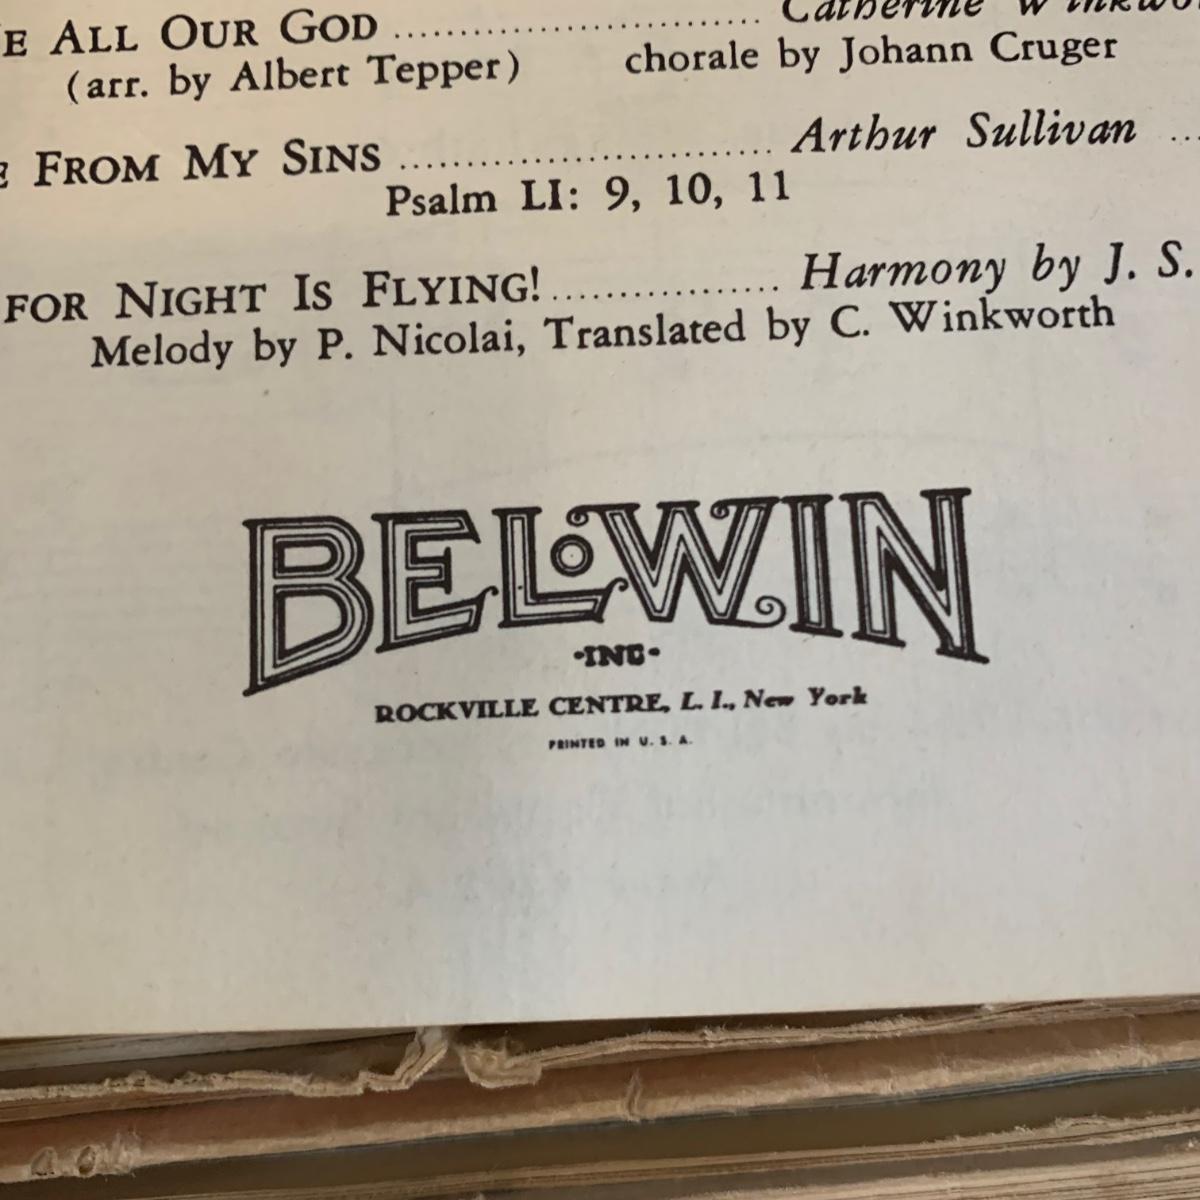 E ALL OUR GOD .............................. Catherine
(arr. by Albert Tepper) chorale by Johann Cruger
FROM MY SINS .............................. Arthur Sullivan ...
Psalm LI: 9, 10, 11
FOR NIGHT IS FLYING! .................. Harmony by J. S.
Melody by P. Nicolai, Translated by C. Winkworth
BELWIN
·INC·
ROCKVILLE CENTRE, L. I., New York
PRINTED IN U. S. A.